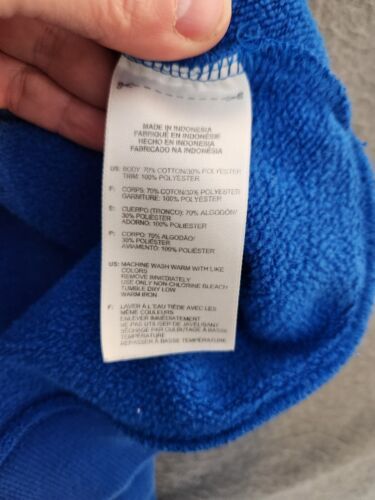 MADE IN INDONESIA
FABRIQUÉ EN INDONÉSIE
HECHO EN INDONESIA
FABRICADO NA INDONÉSIA
US: BODY: 70% COTTON/30% POLYESTER
TRIM: 100% POLYESTER
F: CORPS: 70% COTON/30% POLYESTER
GARNITURE: 100% POLYESTER
E: CUERPO (TRONCO): 70% ALGODÓN/
30% POLIÉSTER
ADORNO: 100% POLIÉSTER
P: CORPO: 70% ALGODÃO/
30% POLIÉSTER
AVIAMENTO: 100% POLIÉSTER
US: MACHINE WASH WARM WITH LIKE
COLORS
REMOVE IMMEDIATELY
USE ONLY NON-CHLORINE BLEACH
TUMBLE DRY LOW
WARM IRON
F: LAVER À L'EAU TIÈDE AVEC LES
MÊME COULEURS
ENLEVER IMMÉDIATEMENT
NE PAS UTILISER DE JAVELISANT
SÉCHAGE PAR CULBUTAGE À BASSE
TEMPÉRATURE
REPASSER À BASSE TEMPÉRATURE